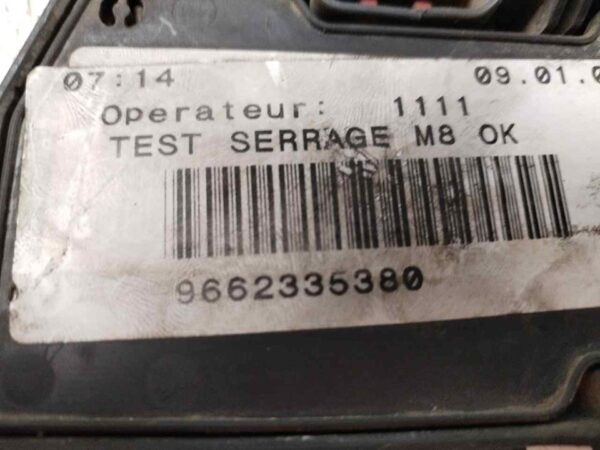 07:14 09.01.0
Operateur: 1111
TEST SERRAGE M8 OK
9662335380